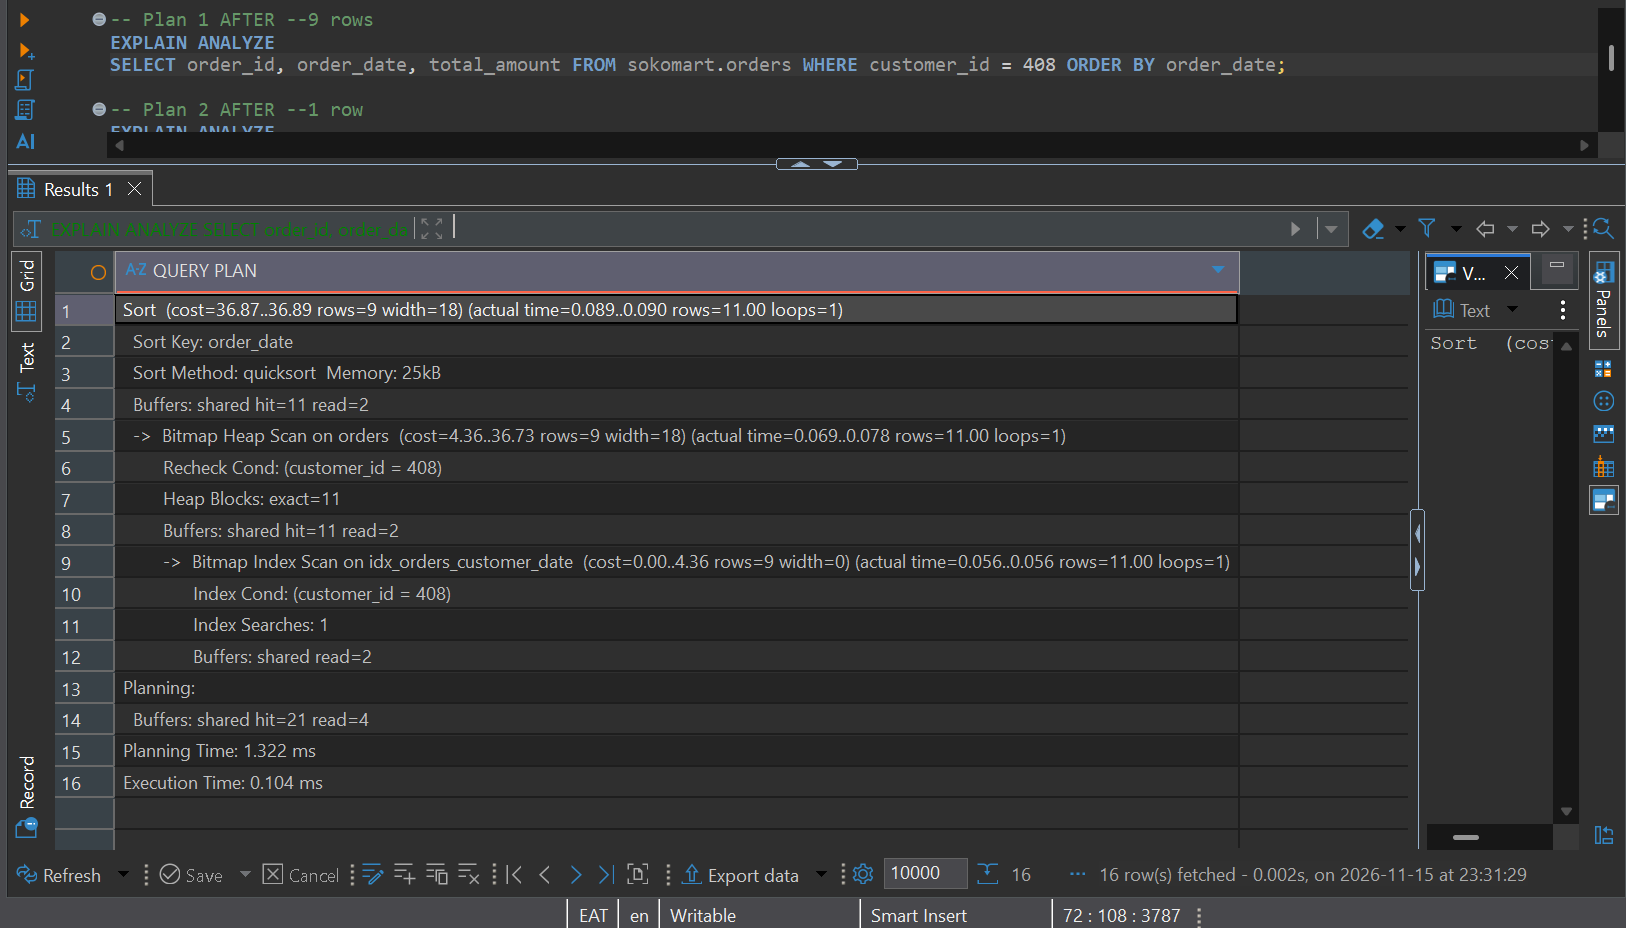 -- Plan 1 AFTER --9 rows
EXPLAIN ANALYZE
SELECT order_id, order_date, total_amount FROM sokomart.orders WHERE customer_id = 408 ORDER BY order_date;
-- Plan 2 AFTER --1 row
EXPLAIN ANALYZE
AI
Results 1
EXPLAIN ANALYZE SELECT order_id, order_da
Grid
Text
Record
A-Z QUERY PLAN
1 Sort (cost=36.87..36.89 rows=9 width=18) (actual time=0.089..0.090 rows=11.00 loops=1)
2 Sort Key: order_date
3 Sort Method: quicksort Memory: 25kB
4 Buffers: shared hit=11 read=2
5 -> Bitmap Heap Scan on orders (cost=4.36..36.73 rows=9 width=18) (actual time=0.069..0.078 rows=11.00 loops=1)
6 Recheck Cond: (customer_id = 408)
7 Heap Blocks: exact=11
8 Buffers: shared hit=11 read=2
9 -> Bitmap Index Scan on idx_orders_customer_date (cost=0.00..4.36 rows=9 width=0) (actual time=0.056..0.056 rows=11.00 loops=1)
10 Index Cond: (customer_id = 408)
11 Index Searches: 1
12 Buffers: shared read=2
13 Planning:
14 Buffers: shared hit=21 read=4
15 Planning Time: 1.322 ms
16 Execution Time: 0.104 ms
V...
Text
Sort (cos
Panels
Refresh Save Cancel Export data 10000 16 ... 16 row(s) fetched - 0.002s, on 2026-11-15 at 23:31:29
EAT en Writable Smart Insert 72 : 108 : 3787